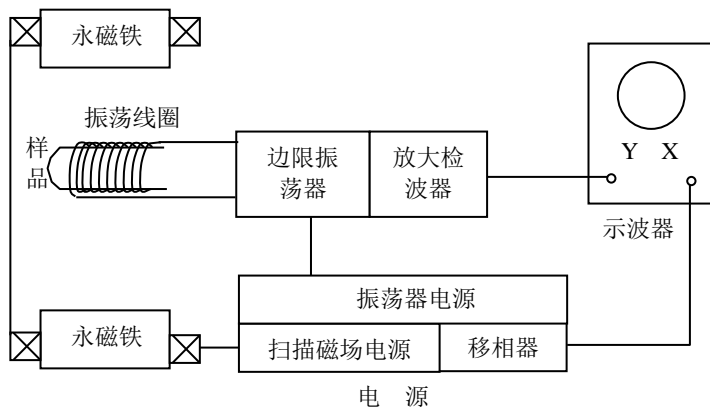 永磁铁
振荡线圈
样
品
边限振
荡器
放大检
波器
Y X
示波器
振荡器电源
永磁铁
扫描磁场电源
移相器
电 源